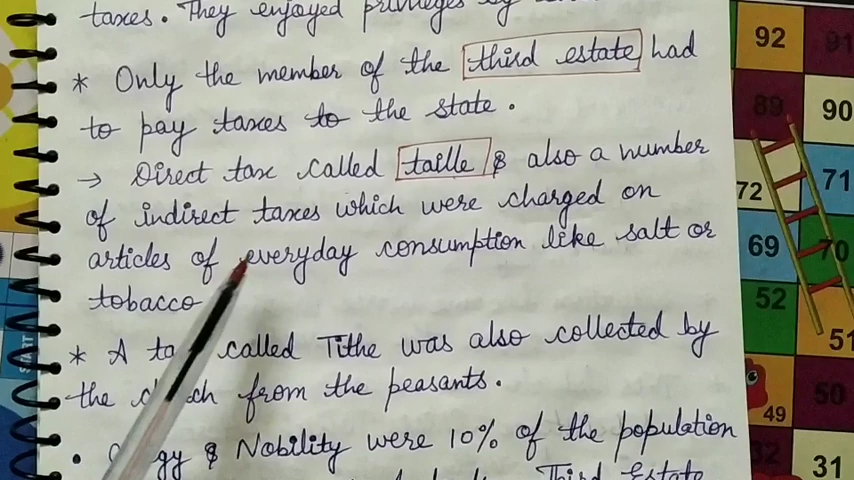 taxes. They enjoyed privileges by
* Only the member of the third estate had
to pay taxes to the state.
→ Direct tax called taille & also a number
of indirect taxes which were charged on
articles of everyday consumption like salt or
tobacco
* A called Tithe was also collected by
the from the peasants.
• & Nobility were 10% of the population
Third Estate
92
91
89
90
72
71
69
70
52
51
49
50
32
31